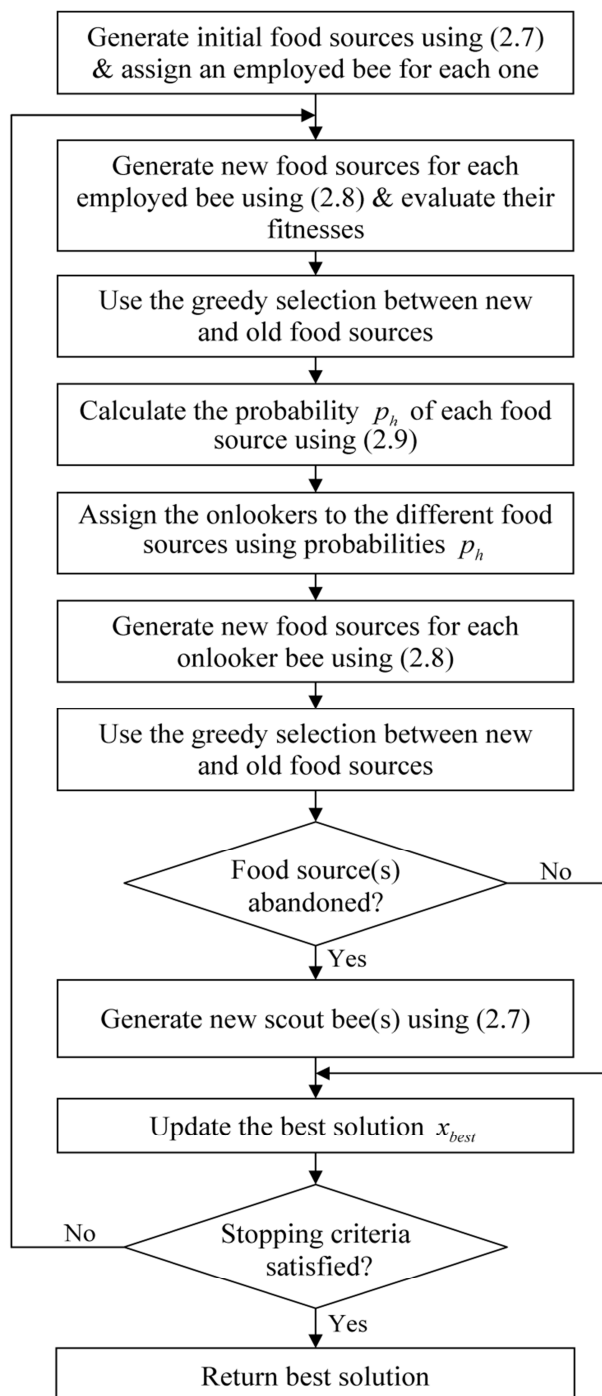 Generate initial food sources using (2.7)
& assign an employed bee for each one
Generate new food sources for each
employed bee using (2.8) & evaluate their
fitnesses
Use the greedy selection between new
and old food sources
Calculate the probability p_h of each food
source using (2.9)
Assign the onlookers to the different food
sources using probabilities p_h
Generate new food sources for each
onlooker bee using (2.8)
Use the greedy selection between new
and old food sources
Food source(s)
abandoned?
No
Yes
Generate new scout bee(s) using (2.7)
Update the best solution x_best
No
Stopping criteria
satisfied?
Yes
Return best solution